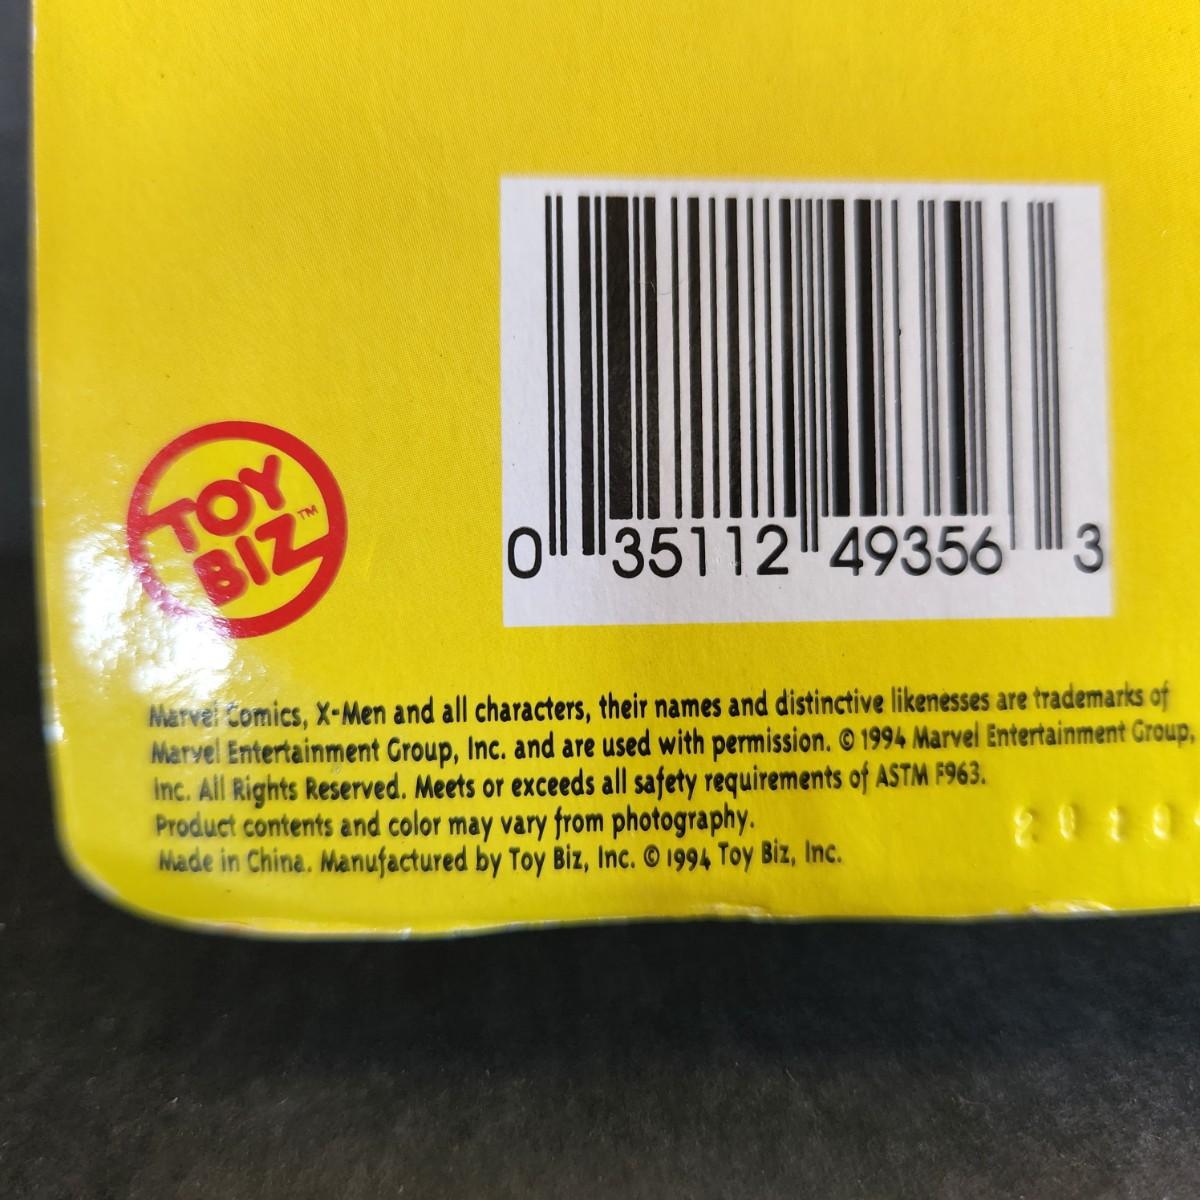 0 35112 49356 3
TOY
BIZ™
Marvel Comics, X-Men and all characters, their names and distinctive likenesses are trademarks of
Marvel Entertainment Group, Inc. and are used with permission. © 1994 Marvel Entertainment Group,
Inc. All Rights Reserved. Meets or exceeds all safety requirements of ASTM F963.
Product contents and color may vary from photography.
Made in China. Manufactured by Toy Biz, Inc. © 1994 Toy Biz, Inc.